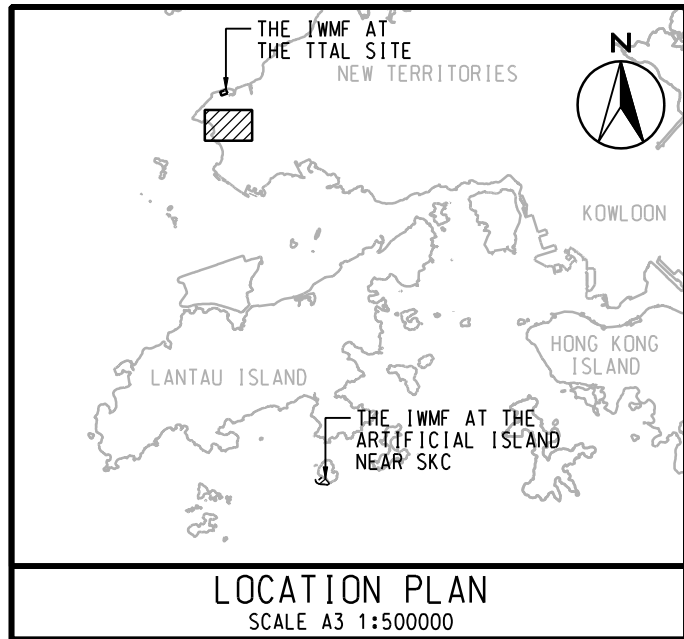 THE IWMF AT
THE TTAL SITE
NEW TERRITORIES
N
KOWLOON
HONG KONG
ISLAND
LANTAU ISLAND
THE IWMF AT THE
ARTIFICIAL ISLAND
NEAR SKC
LOCATION PLAN
SCALE A3 1:500000